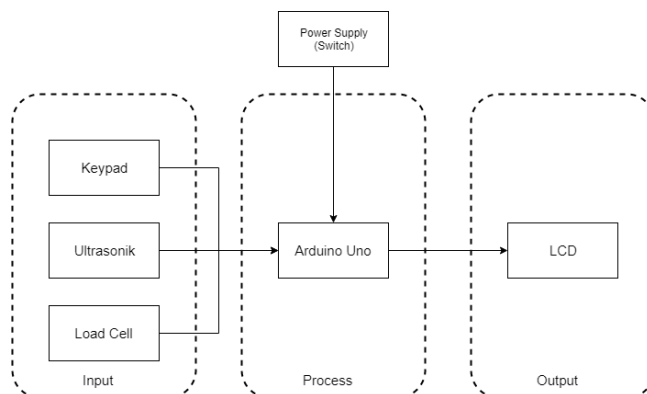 Power Supply
(Switch)
Keypad
Ultrasonik
Arduino Uno
LCD
Load Cell
Input
Process
Output